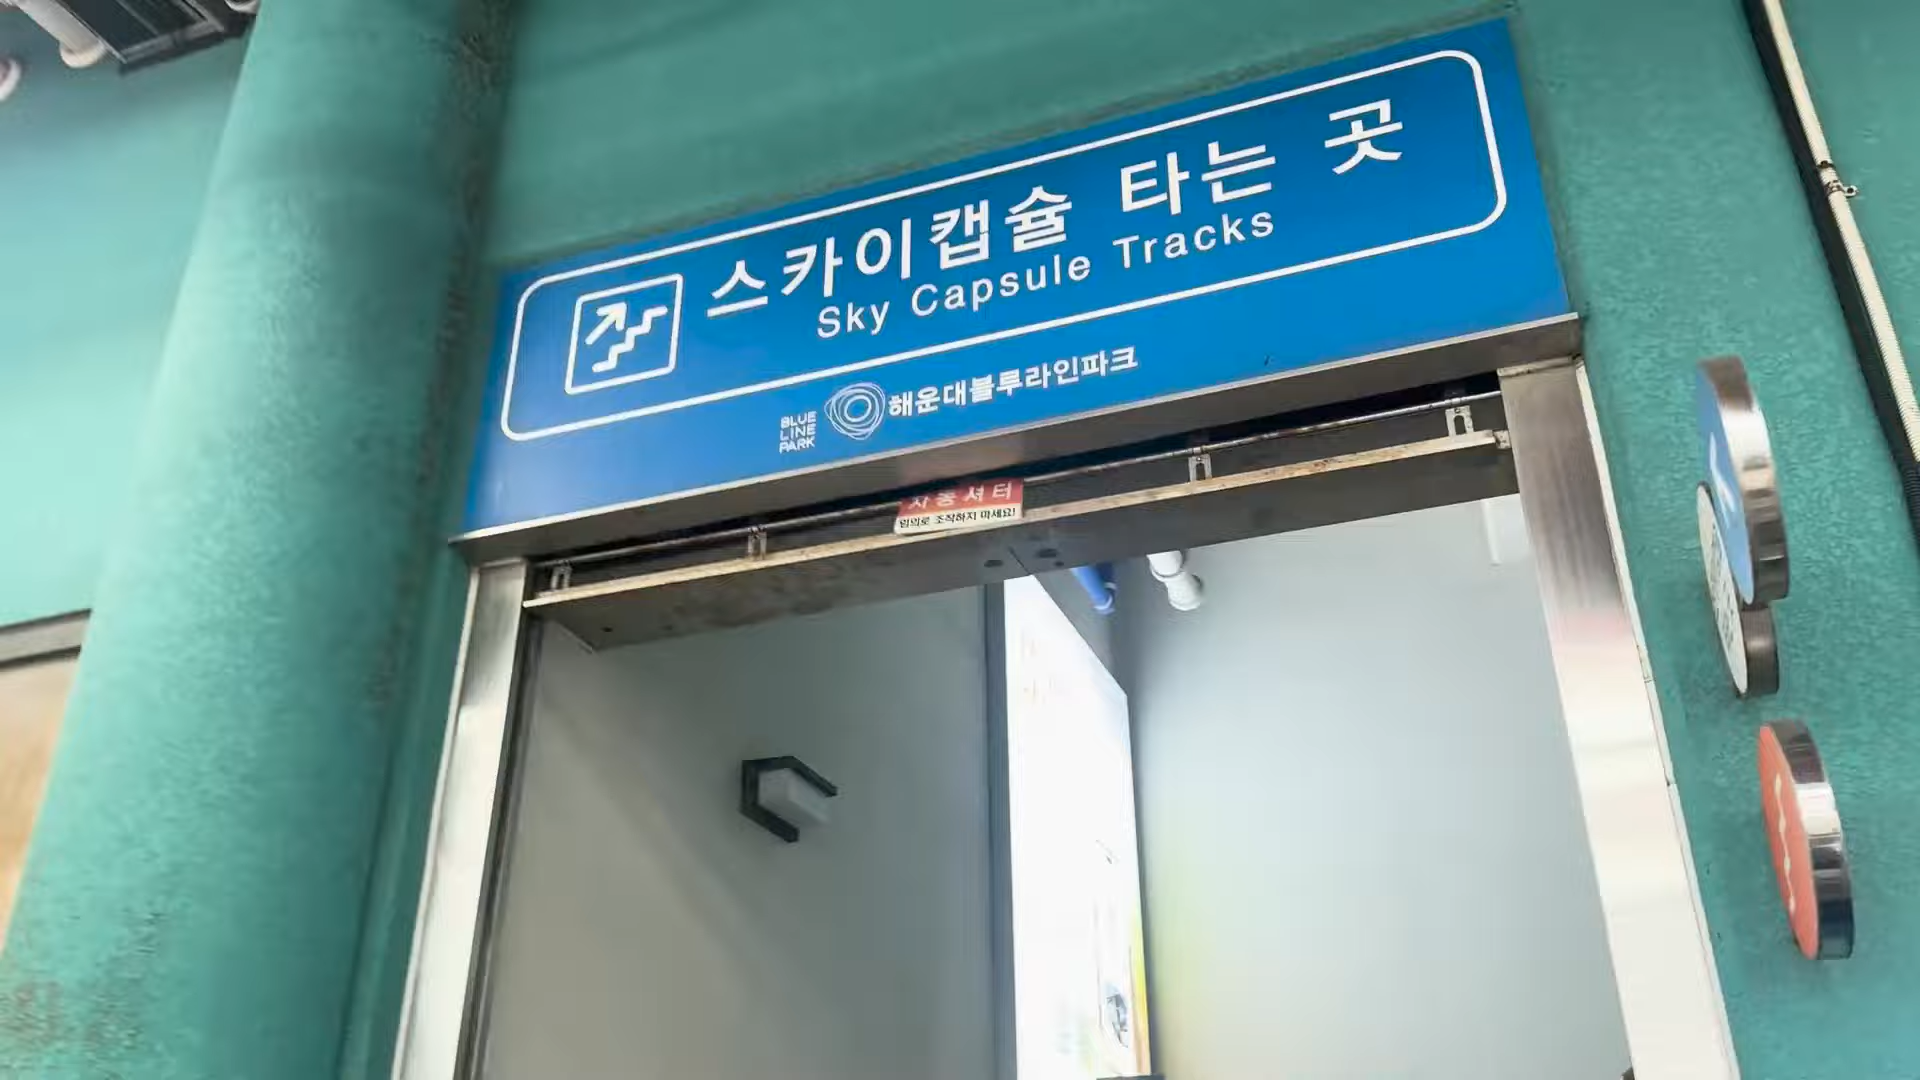 스카이캡슐 타는 곳
Sky Capsule Tracks
BLUE
LINE
PARK
해운대블루라인파크
자동셔터
임의로 조작하지 마세요!